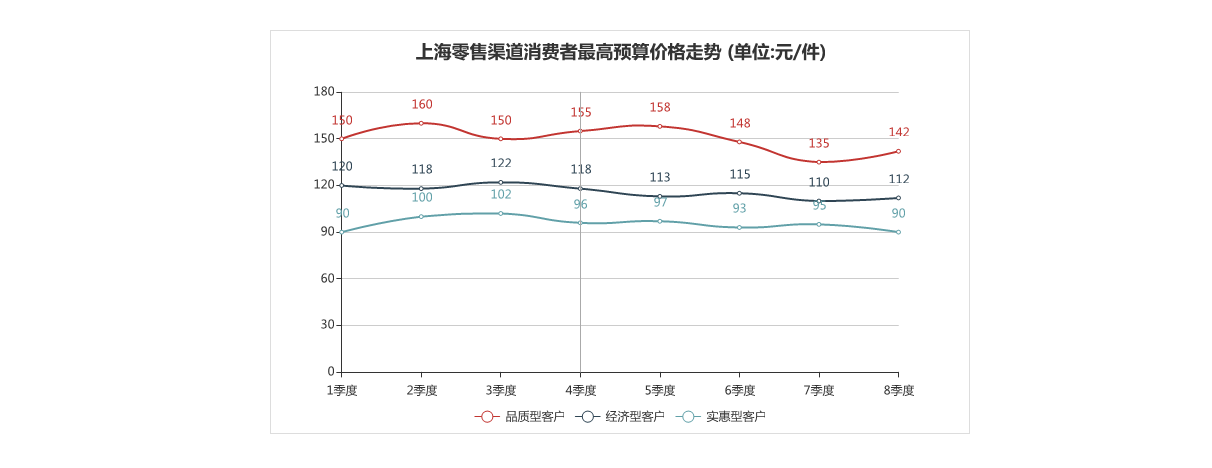 上海零售渠道消费者最高预算价格走势 (单位:元/件)
180
150
120
90
60
30
0
150 160 150 155 158 148 135 142
120 118 122 118 113 115 110 112
90 100 102 96 97 93 95 90
1季度 2季度 3季度 4季度 5季度 6季度 7季度 8季度
品质型客户 经济型客户 实惠型客户